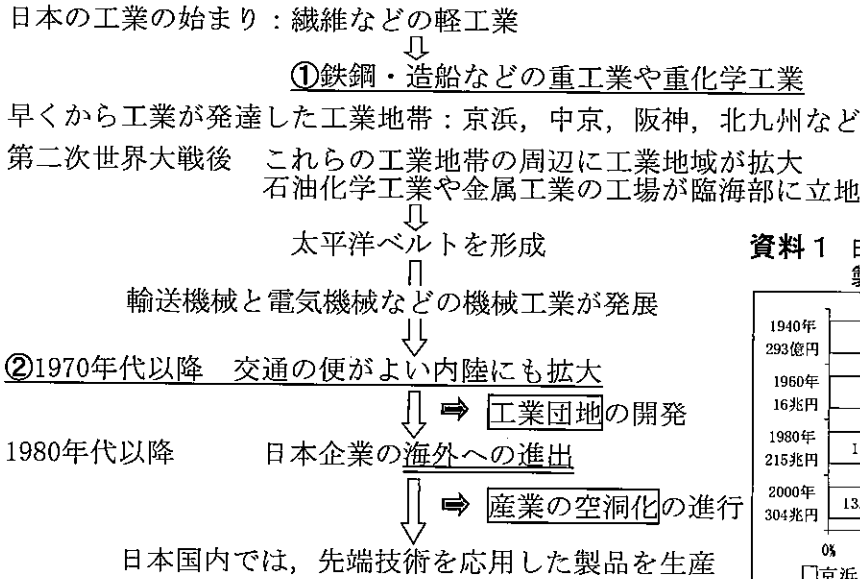 日本の工業の始まり：繊維などの軽工業
⇩
①鉄鋼・造船などの重工業や重化学工業
早くから工業が発達した工業地帯：京浜，中京，阪神，北九州など
第二次世界大戦後　これらの工業地帯の周辺に工業地域が拡大
石油化学工業や金属工業の工場が臨海部に立地
⇩
太平洋ベルトを形成
輸送機械と電気機械などの機械工業が発展
⇩
②1970年代以降　交通の便がよい内陸にも拡大
⇩ ➡ 工業団地の開発
1980年代以降　日本企業の海外への進出
⇩ ➡ 産業の空洞化の進行
日本国内では，先端技術を応用した製品を生産
資料1
1940年
293億円
1960年
16兆円
1980年
215兆円
2000年
304兆円
13.
0%
□京浜